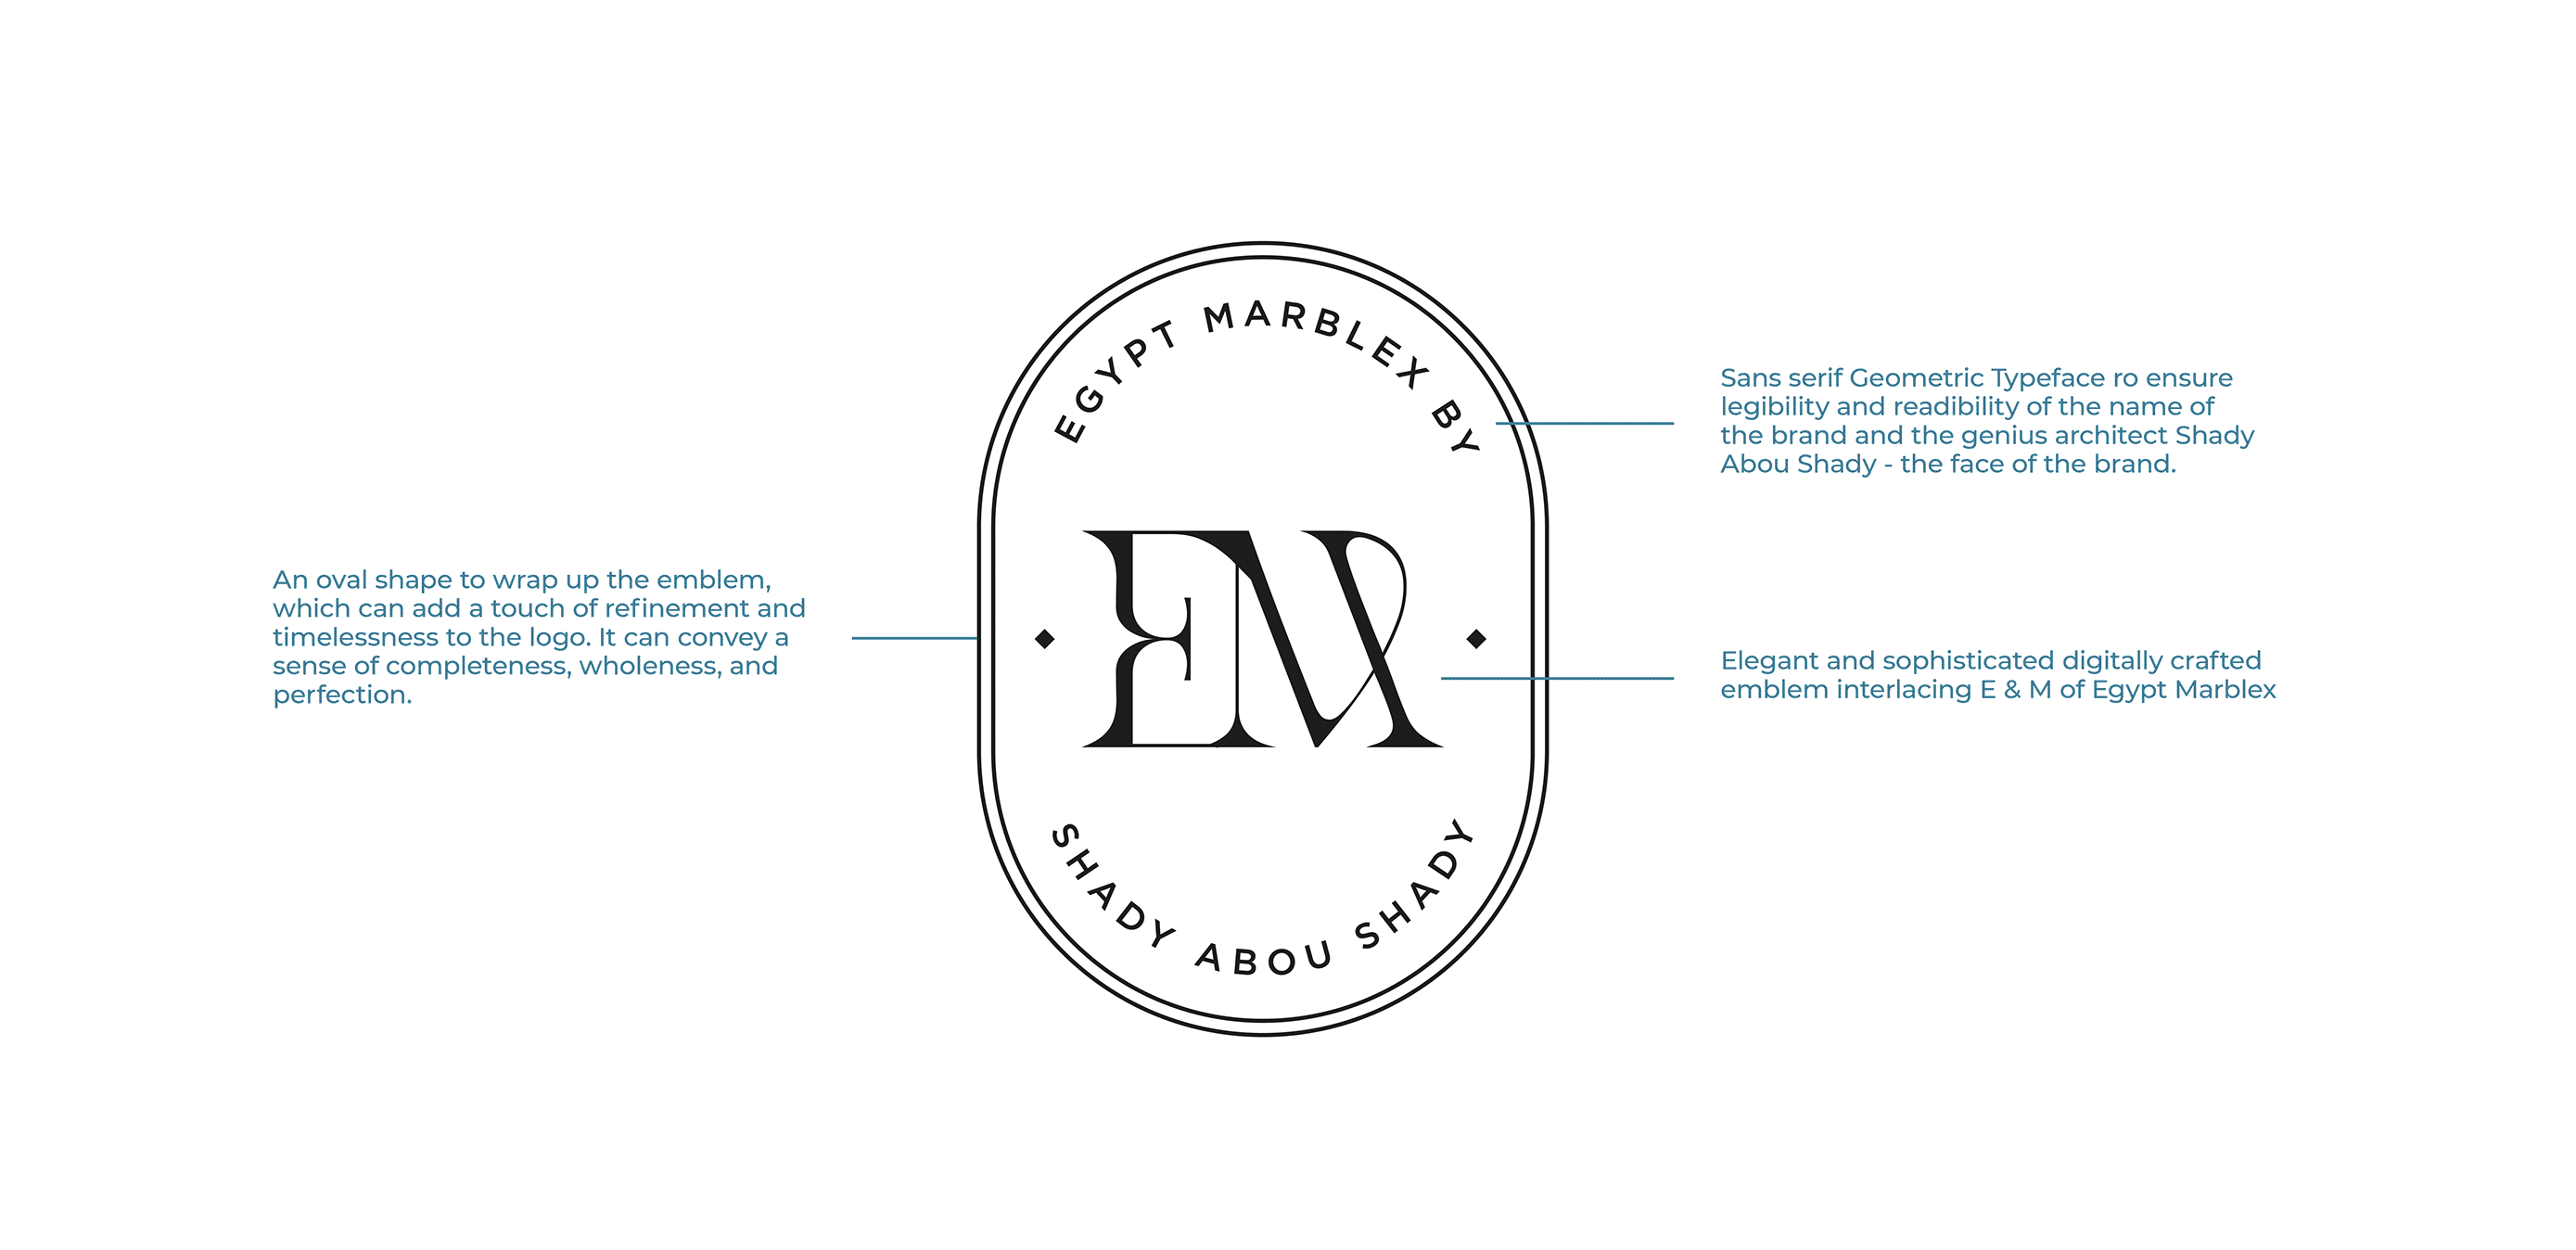 EGYPT MARBLEX BY
EM
SHADY ABOU SHADY
An oval shape to wrap up the emblem,
which can add a touch of refinement and
timelessness to the logo. It can convey a
sense of completeness, wholeness, and
perfection.
Sans serif Geometric Typeface ro ensure
legibility and readibility of the name of
the brand and the genius architect Shady
Abou Shady - the face of the brand.
Elegant and sophisticated digitally crafted
emblem interlacing E & M of Egypt Marblex